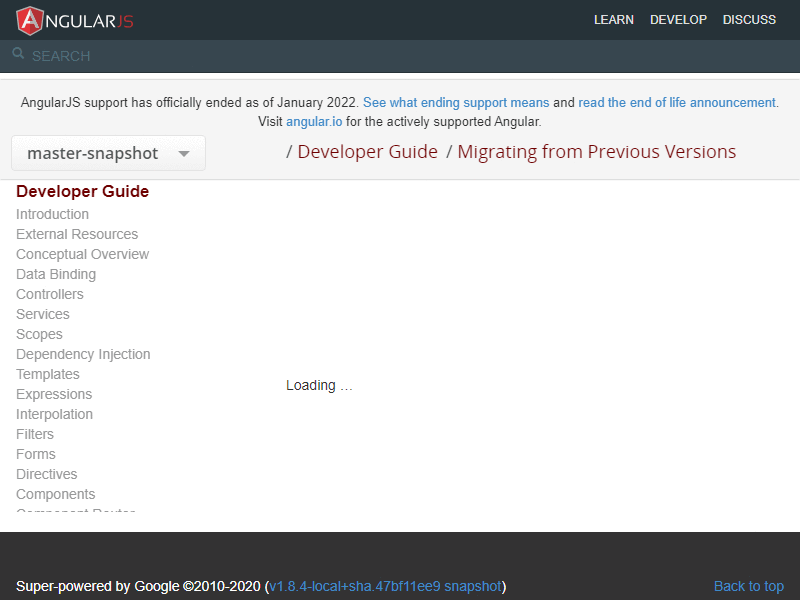 ANGULARJS
LEARN DEVELOP DISCUSS
SEARCH
AngularJS support has officially ended as of January 2022. See what ending support means and read the end of life announcement.
Visit angular.io for the actively supported Angular.
master-snapshot
/ Developer Guide / Migrating from Previous Versions
Developer Guide
Introduction
External Resources
Conceptual Overview
Data Binding
Controllers
Services
Scopes
Dependency Injection
Templates
Expressions
Interpolation
Filters
Forms
Directives
Components
Component Router
Loading …
Super-powered by Google ©2010-2020 (v1.8.4-local+sha.47bf11ee9 snapshot)
Back to top